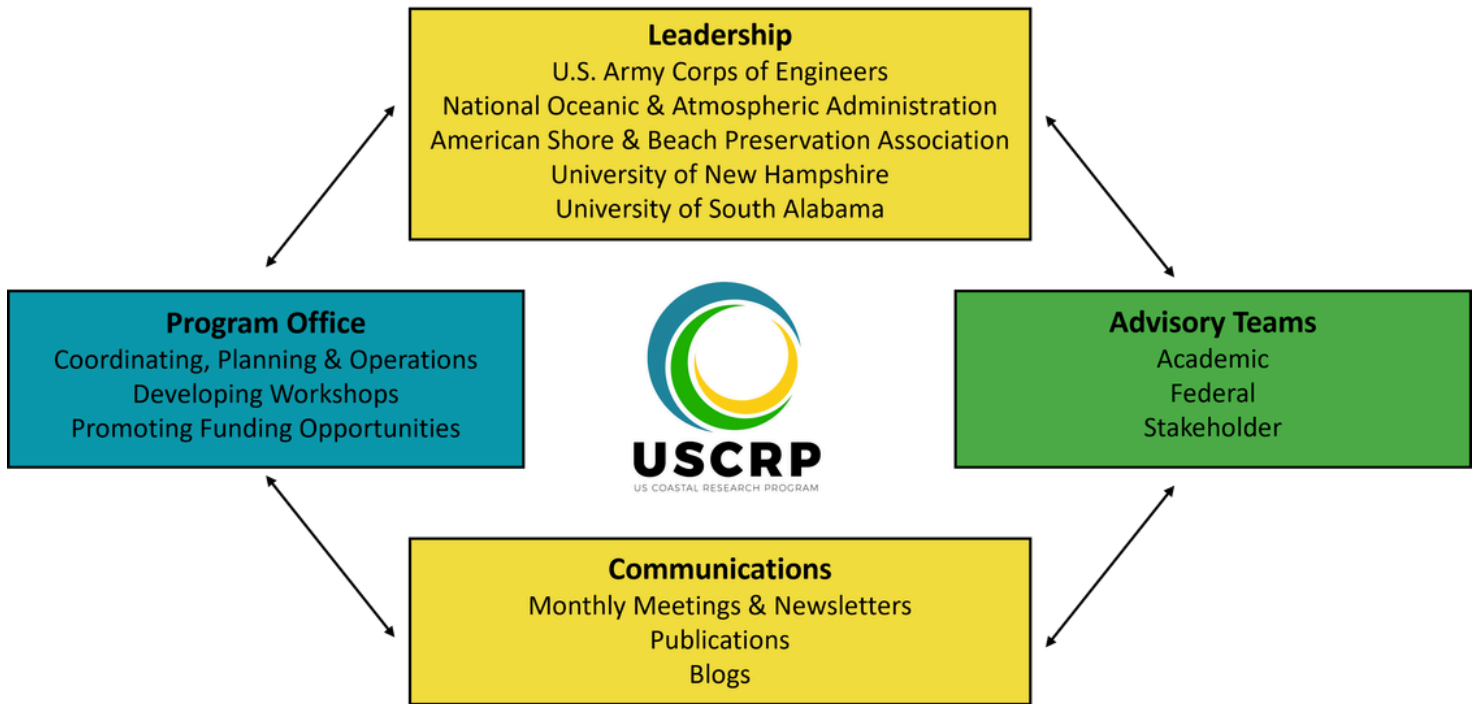 Leadership
U.S. Army Corps of Engineers
National Oceanic & Atmospheric Administration
American Shore & Beach Preservation Association
University of New Hampshire
University of South Alabama
Program Office
Coordinating, Planning & Operations
Developing Workshops
Promoting Funding Opportunities
USCRP
US COASTAL RESEARCH PROGRAM
Advisory Teams
Academic
Federal
Stakeholder
Communications
Monthly Meetings & Newsletters
Publications
Blogs